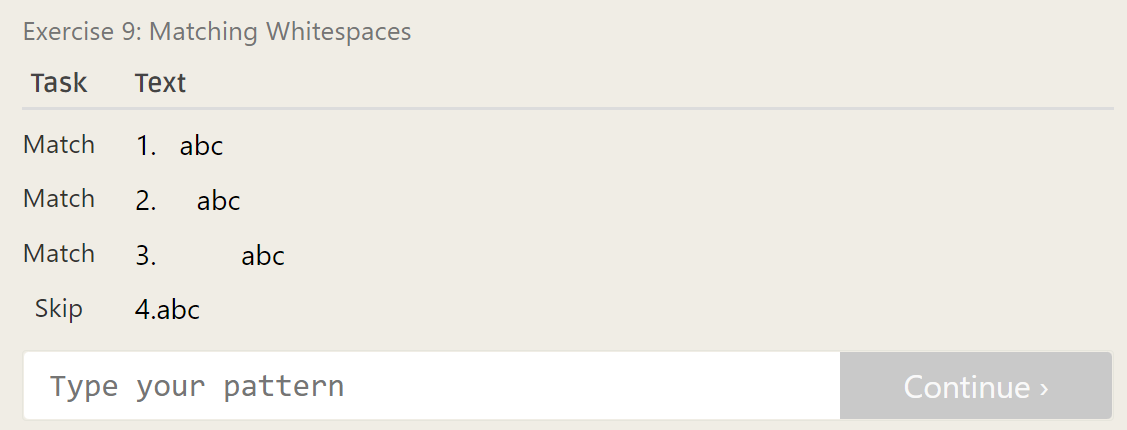 Exercise 9: Matching Whitespaces
Task Text
Match 1. abc
Match 2. abc
Match 3. abc
Skip 4.abc
Type your pattern Continue ›